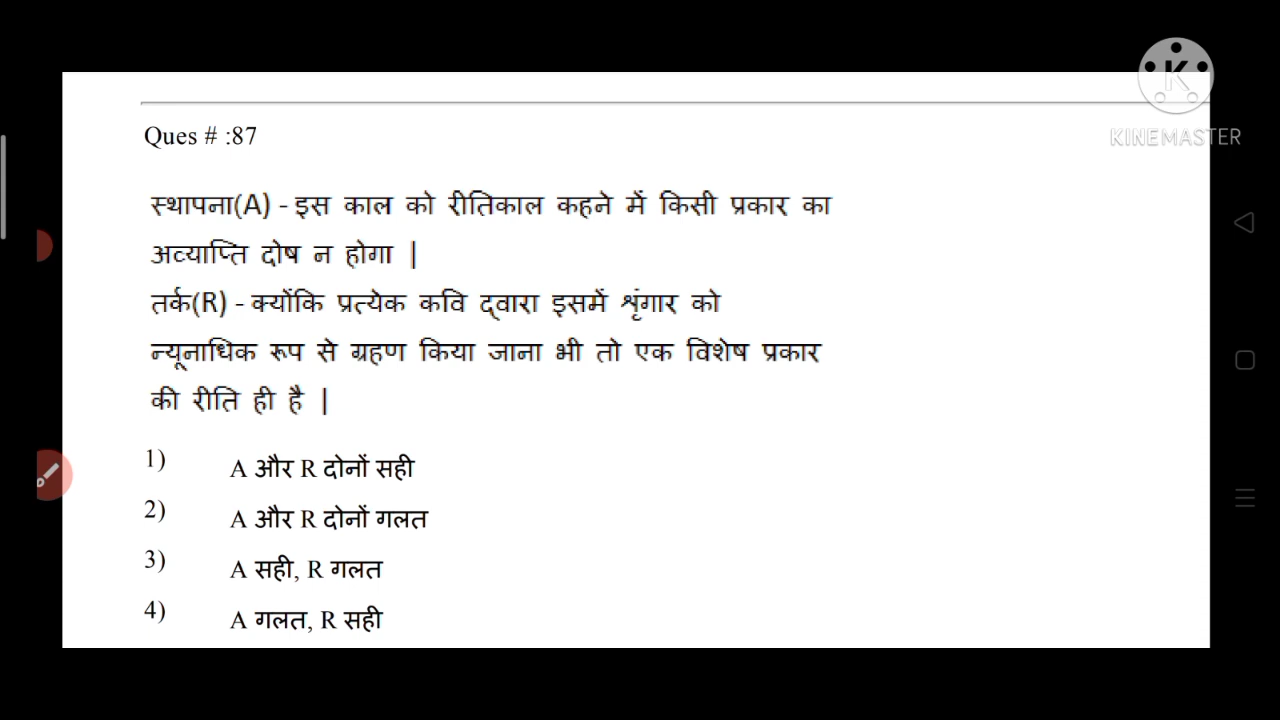 K
KINEMASTER
Ques # :87
स्थापना(A) - इस काल को रीतिकाल कहने में किसी प्रकार का
अव्याप्ति दोष न होगा |
तर्क(R) - क्योंकि प्रत्येक कवि द्वारा इसमें शृंगार को
न्यूनाधिक रूप से ग्रहण किया जाना भी तो एक विशेष प्रकार
की रीति ही है |
1) A और R दोनों सही
2) A और R दोनों गलत
3) A सही, R गलत
4) A गलत, R सही